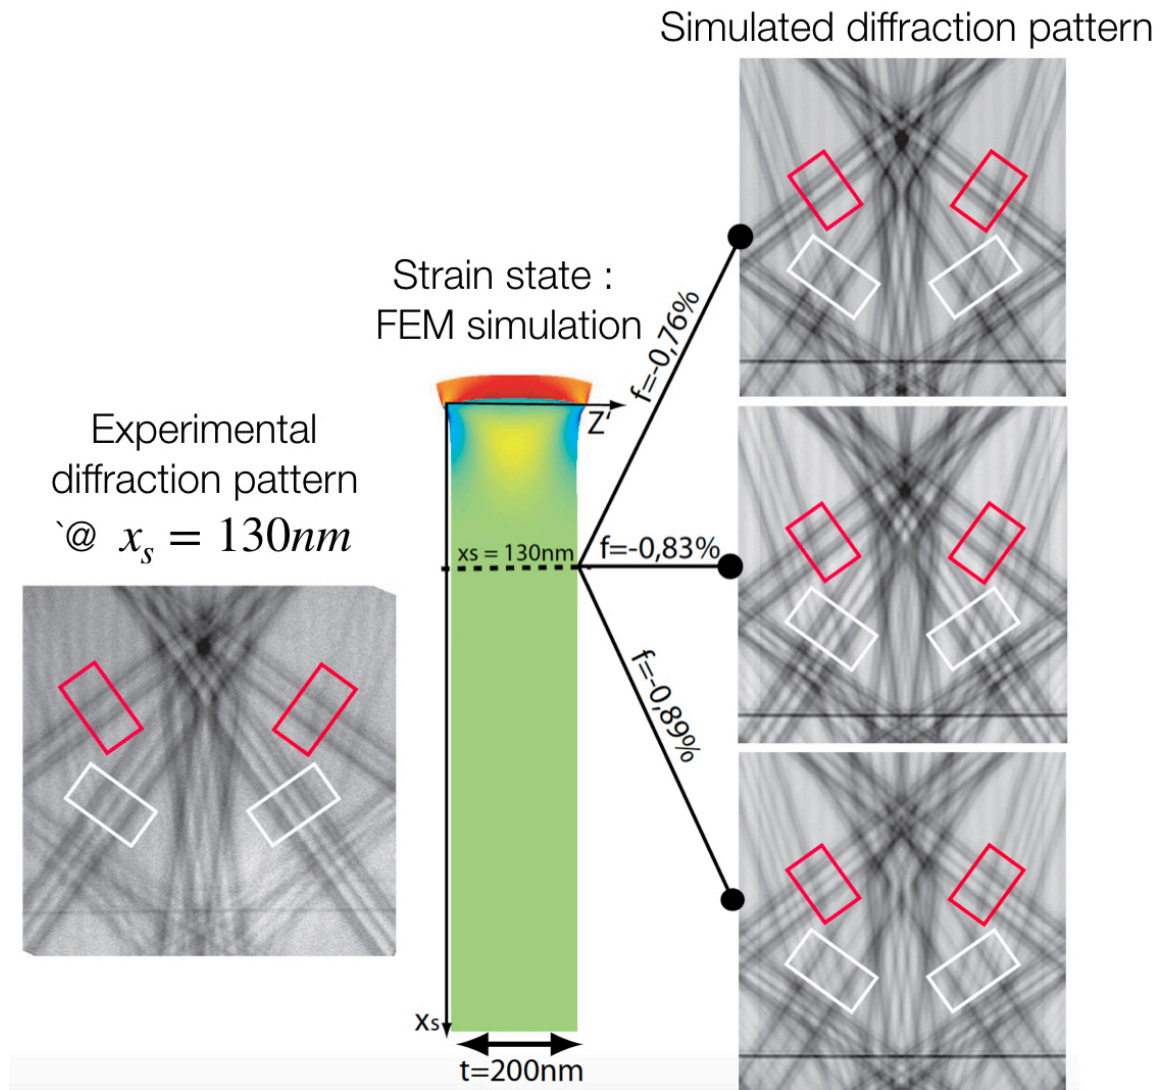 Simulated diffraction pattern
Strain state :
FEM simulation
f=-0,76%
Z'
Experimental
diffraction pattern
`@ xₛ = 130nm
xs = 130nm
f=-0,83%
f=-0,89%
xs
t=200nm